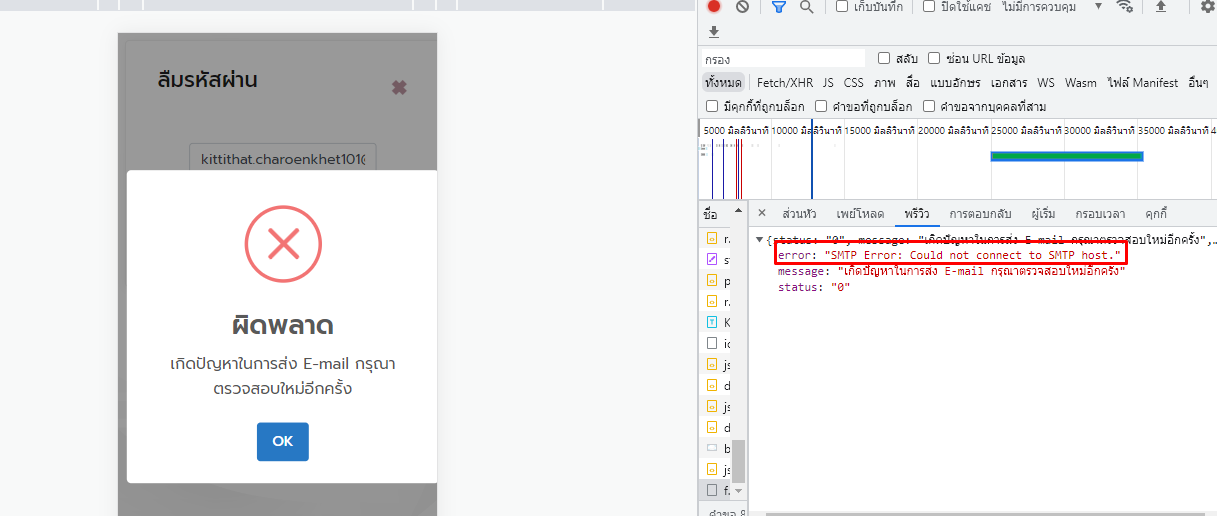 ลืมรหัสผ่าน
✖
kittithat.charoenkhet101@
ผิดพลาด
เกิดปัญหาในการส่ง E-mail กรุณา
ตรวจสอบใหม่อีกครั้ง
OK
เก็บบันทึก ปิดใช้แคช ไม่มีการควบคุม
กรอง สลับ ซ่อน URL ข้อมูล
ทั้งหมด Fetch/XHR JS CSS ภาพ สื่อ แบบอักษร เอกสาร WS Wasm ไฟล์ Manifest อื่นๆ
มีคุกกี้ที่ถูกบล็อก คำขอที่ถูกบล็อก คำขอจากบุคคลที่สาม
5000 มิลลิวินาที 10000 มิลลิวินาที 15000 มิลลิวินาที 20000 มิลลิวินาที 25000 มิลลิวินาที 30000 มิลลิวินาที 35000 มิลลิวินาที 4
ชื่อ × ส่วนหัว เพย์โหลด พรีวิว การตอบกลับ ผู้เริ่ม กรอบเวลา คุกกี้
{status: "0", message: "เกิดปัญหาในการส่ง E-mail กรุณาตรวจสอบใหม่อีกครั้ง",…
error: "SMTP Error: Could not connect to SMTP host."
message: "เกิดปัญหาในการส่ง E-mail กรุณาตรวจสอบใหม่อีกครั้ง"
status: "0"
r.
st
p
r.
K
ic
js
d
js
d
b
js
f.
คำขอ 8